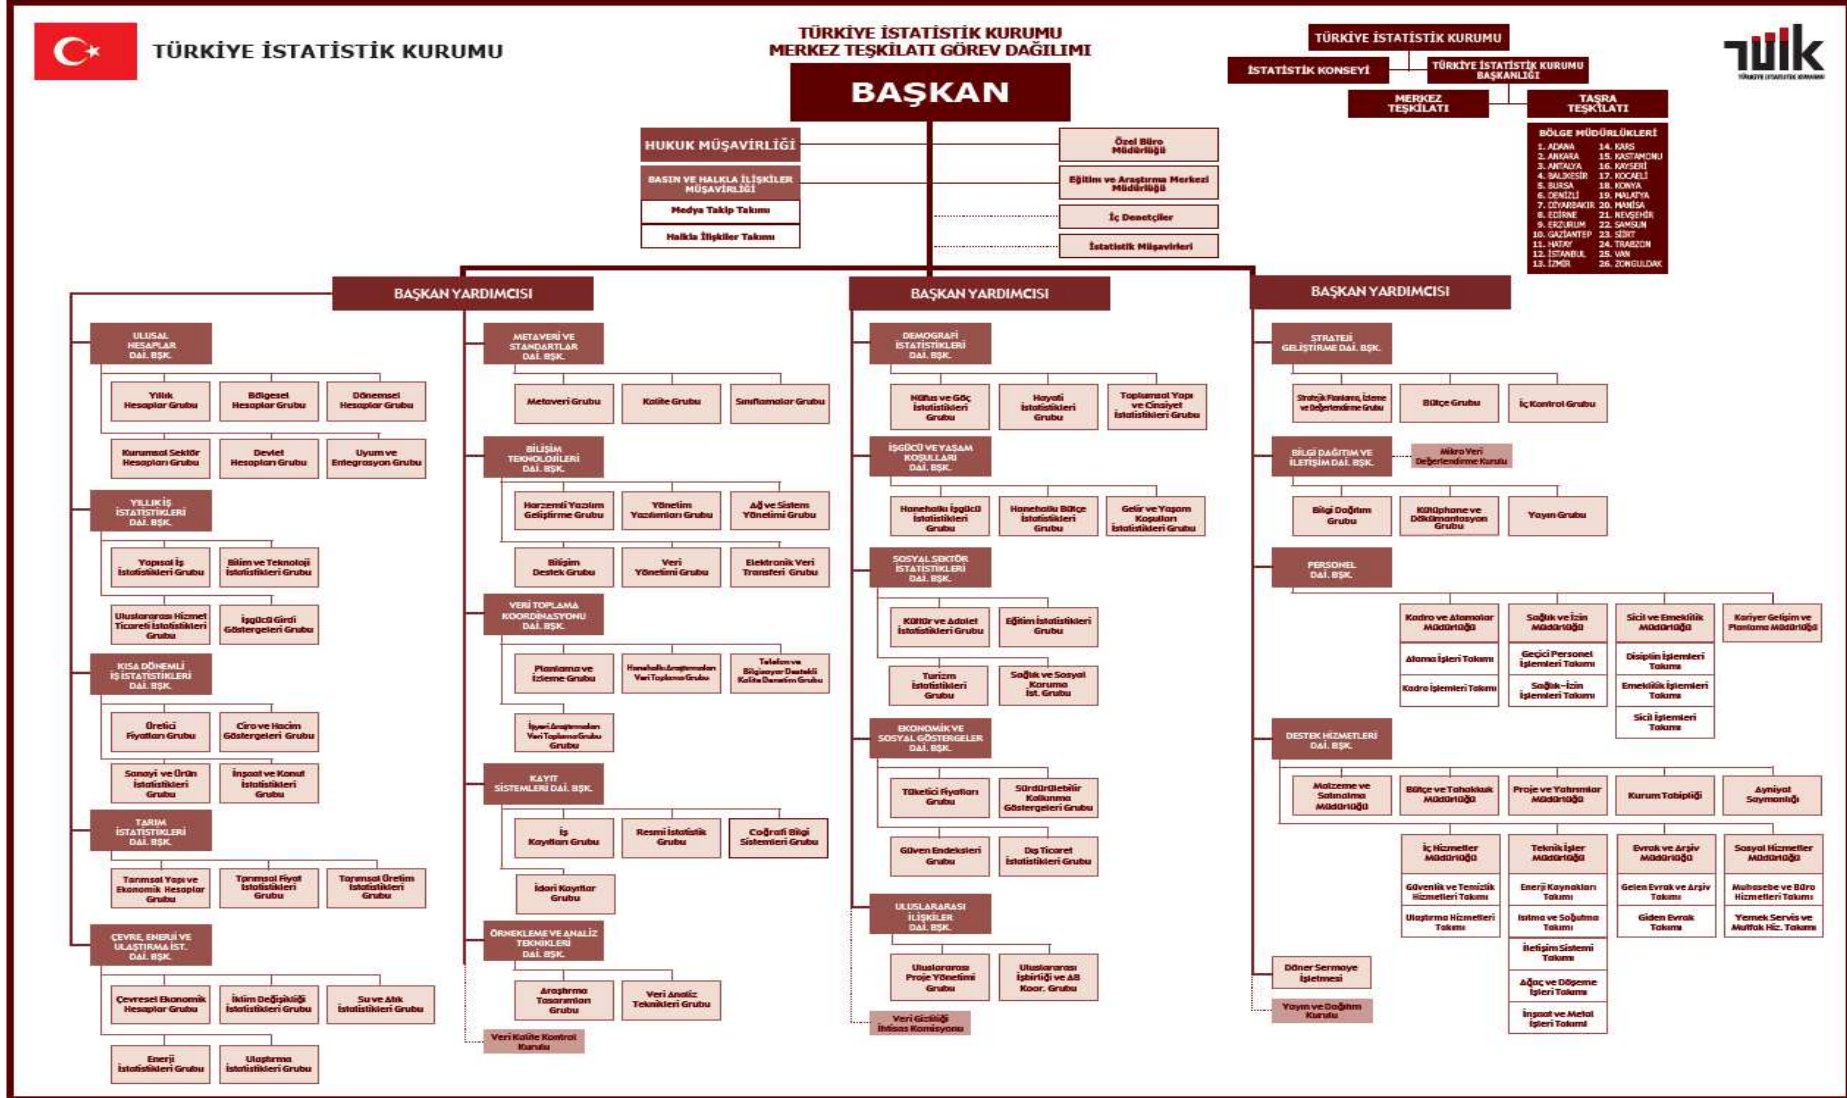 TÜRKİYE İSTATİSTİK KURUMU
TÜRKİYE İSTATİSTİK KURUMU
MERKEZ TEŞKİLATI GÖREV DAĞILIMI
BAŞKAN
TÜRKİYE İSTATİSTİK KURUMU
İSTATİSTİK KONSEYİ
TÜRKİYE İSTATİSTİK KURUMU
BAŞKANLIĞI
MERKEZ
TEŞKİLATI
TAŞRA
TEŞKİLATI
TÜİK
TÜRKİYE İSTATİSTİK KURUMU
BÖLGE MÜDÜRLÜKLERİ
1. ADANA
2. ANKARA
3. ANTALYA
4. BALIKESİR
5. BURSA
6. DENİZLİ
7. DİYARBAKIR
8. EDİRNE
9. ERZURUM
10. GAZİANTEP
11. HATAY
12. İSTANBUL
13. İZMİR
14. KARS
15. KASTAMONU
16. KAYSERİ
17. KOCAELİ
18. KONYA
19. MALATYA
20. MANİSA
21. NEVŞEHİR
22. SAMSUN
23. SİİRT
24. TRABZON
25. VAN
26. ZONGULDAK
HUKUK MÜŞAVİRLİĞİ
BASIN VE HALKLA İLİŞKİLER
MÜŞAVİRLİĞİ
Medya Takip Takımı
Halkla İlişkiler Takımı
Özel Büro
Müdürlüğü
Eğitim ve Araştırma Merkezi
Müdürlüğü
İç Denetçiler
İstatistik Müşavirleri
BAŞKAN YARDIMCISI
ULUSAL
HESAPLAR
DAİ. BŞK.
Yıllık
Hesaplar Grubu
Bölgesel
Hesaplar Grubu
Dönemsel
Hesaplar Grubu
Kurumsal Sektör
Hesapları Grubu
Devlet
Hesapları Grubu
Uyum ve
Entegrasyon Grubu
YILLIK İŞ
İSTATİSTİKLERİ
DAİ. BŞK.
Yapısal İş
İstatistikleri Grubu
Bilim ve Teknoloji
İstatistikleri Grubu
Uluslararası Hizmet
Ticareti İstatistikleri
Grubu
İşgücü Girdi
Göstergeleri Grubu
KISA DÖNEMLİ
İŞ İSTATİSTİKLERİ
DAİ. BŞK.
Üretici
Fiyatları Grubu
Ciro ve Hacim
Göstergeleri Grubu
Sanayi ve Ürün
İstatistikleri
Grubu
İnşaat ve Konut
İstatistikleri
Grubu
TARIM
İSTATİSTİKLERİ
DAİ. BŞK.
Tarımsal Yapı ve
Ekonomik Hesaplar
Grubu
Tarımsal Fiyat
İstatistikleri
Grubu
Tarımsal Üretim
İstatistikleri
Grubu
ÇEVRE, ENERJİ VE
ULAŞTIRMA İST.
DAİ. BŞK.
Çevresel Ekonomik
Hesaplar Grubu
İklim Değişikliği
İstatistikleri Grubu
Su ve Atık
İstatistikleri Grubu
Enerji
İstatistikleri Grubu
Ulaştırma
İstatistikleri Grubu
METAVERİ VE
STANDARTLAR
DAİ. BŞK.
Metaveri Grubu
Kalite Grubu
Sınıflamalar Grubu
BİLİŞİM
TEKNOLOJİLERİ
DAİ. BŞK.
Harzemli Yazılım
Geliştirme Grubu
Yönetim
Yazılımları Grubu
Ağ ve Sistem
Yönetimi Grubu
Bilişim
Destek Grubu
Veri
Yönetimi Grubu
Elektronik Veri
Transferi Grubu
VERİ TOPLAMA
KOORDİNASYONU
DAİ. BŞK.
Planlama ve
İzleme Grubu
Hanehalkı Araştırmaları
Veri Toplama Grubu
Telefon ve
Bilgisayar Destekli
Kalite Denetim Grubu
İşyeri Araştırmaları
Veri Toplama Grubu
Grubu
KAYIT
SİSTEMLERİ DAİ. BŞK.
İş
Kayıtları Grubu
Resmi İstatistik
Grubu
Coğrafi Bilgi
Sistemleri Grubu
İdari Kayıtlar
Grubu
ÖRNEKLEME VE ANALİZ
TEKNİKLERİ
DAİ. BŞK.
Araştırma
Tasarımları
Grubu
Veri Analiz
Teknikleri Grubu
Veri Kalite Kontrol
Kurulu
BAŞKAN YARDIMCISI
DEMOGRAFİ
İSTATİSTİKLERİ
DAİ. BŞK.
Nüfus ve Göç
İstatistikleri
Grubu
Hayati
İstatistikleri
Grubu
Toplumsal Yapı
ve Cinsiyet
İstatistikleri Grubu
İŞGÜCÜ VE YAŞAM
KOŞULLARI
DAİ. BŞK.
Hanehalkı İşgücü
İstatistikleri
Grubu
Hanehalkı Bütçe
İstatistikleri
Grubu
Gelir ve Yaşam
Koşulları
İstatistikleri Grubu
SOSYAL SEKTÖR
İSTATİSTİKLERİ
DAİ. BŞK.
Kültür ve Adalet
İstatistikleri Grubu
Eğitim İstatistikleri
Grubu
Turizm
İstatistikleri
Grubu
Sağlık ve Sosyal
Koruma
İst. Grubu
EKONOMİK VE
SOSYAL GÖSTERGELER
DAİ. BŞK.
Tüketici Fiyatları
Grubu
Sürdürülebilir
Kalkınma
Göstergeleri Grubu
Güven Endeksleri
Grubu
Dış Ticaret
İstatistikleri Grubu
ULUSLARARASI
İLİŞKİLER
DAİ. BŞK.
Uluslararası
Proje Yönetimi
Grubu
Uluslararası
İşbirliği ve AB
Koor. Grubu
Veri Gizliliği
İhtisas Komisyonu
BAŞKAN YARDIMCISI
STRATEJİ
GELİŞTİRME DAİ. BŞK.
Stratejik Planlama, İzleme
ve Değerlendirme Grubu
Bütçe Grubu
İç Kontrol Grubu
BİLGİ DAĞITIM VE
İLETİŞİM DAİ. BŞK.
Mikro Veri
Değerlendirme Kurulu
Bilgi Dağıtım
Grubu
Kütüphane ve
Dökümantasyon
Grubu
Yayın Grubu
PERSONEL
DAİ. BŞK.
Kadro ve Atamalar
Müdürlüğü
Atama İşleri Takımı
Kadro İşlemleri Takımı
Sağlık ve İzin
Müdürlüğü
Geçici Personel
İşlemleri Takımı
Sağlık-İzin
İşlemleri Takımı
Sicil ve Emeklilik
Müdürlüğü
Disiplin İşlemleri
Takımı
Emeklilik İşlemleri
Takımı
Sicil İşlemleri
Takımı
Kariyer Gelişim ve
Planlama Müdürlüğü
DESTEK HİZMETLERİ
DAİ. BŞK.
Malzeme ve
Satınalma
Müdürlüğü
Bütçe ve Tahakkuk
Müdürlüğü
Proje ve Yatırımlar
Müdürlüğü
Kurum Tabipliği
Ayniyat
Saymanlığı
İç Hizmetler
Müdürlüğü
Güvenlik ve Temizlik
Hizmetleri Takımı
Ulaştırma Hizmetleri
Takımı
Teknik İşler
Müdürlüğü
Enerji Kaynakları
Takımı
Isıtma ve Soğutma
Takımı
İletişim Sistemi
Takımı
Ağaç ve Döşeme
İşleri Takımı
İnşaat ve Metal
İşleri Takımı
Evrak ve Arşiv
Müdürlüğü
Gelen Evrak ve Arşiv
Takımı
Giden Evrak
Takımı
Sosyal Hizmetler
Müdürlüğü
Muhasebe ve Büro
Hizmetleri Takımı
Yemek Servis ve
Mutfak Hiz. Takımı
Döner Sermaye
İşletmesi
Yayın ve Dağıtım
Kurulu